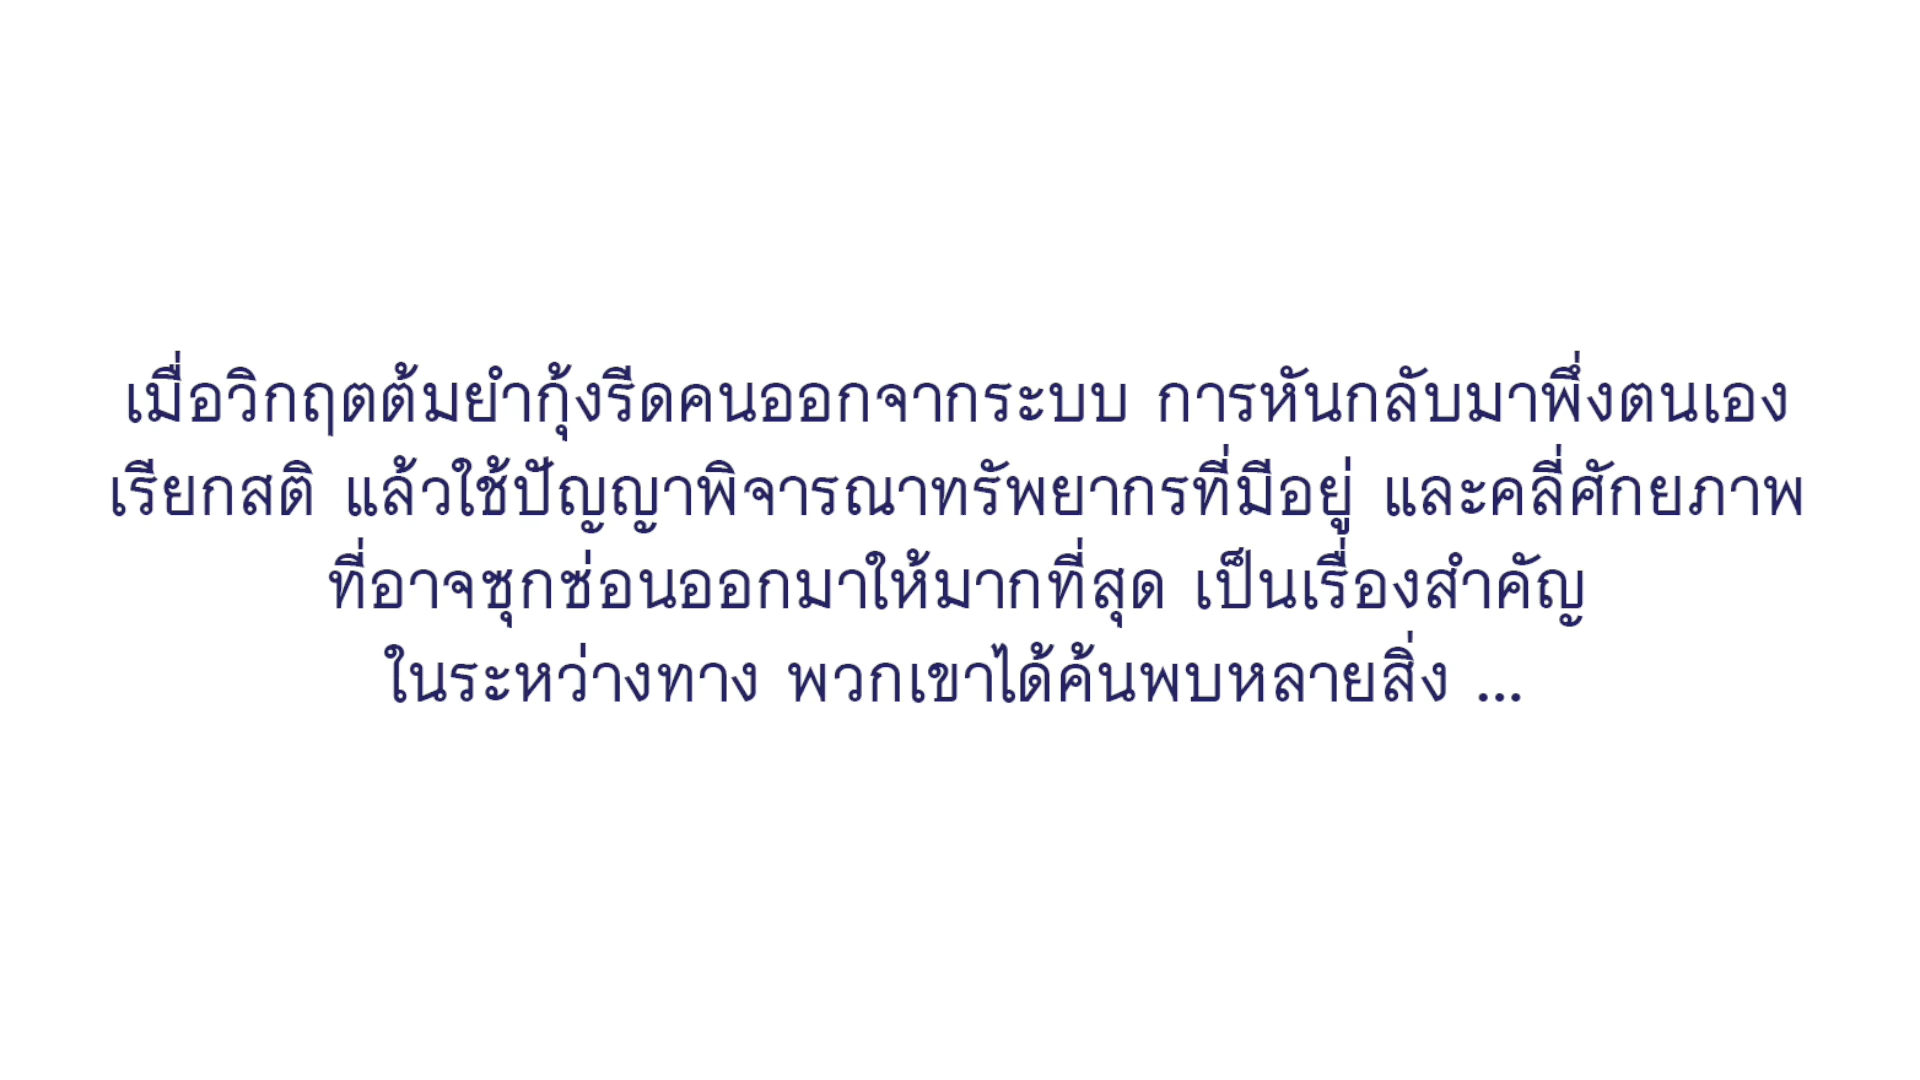 เมื่อวิกฤตต้มยำกุ้งรีดคนออกจากระบบ การหันกลับมาพึ่งตนเอง
เรียกสติ แล้วใช้ปัญญาพิจารณาทรัพยากรที่มีอยู่ และคลี่ศักยภาพ
ที่อาจซุกซ่อนออกมาให้มากที่สุด เป็นเรื่องสำคัญ
ในระหว่างทาง พวกเขาได้ค้นพบหลายสิ่ง ...